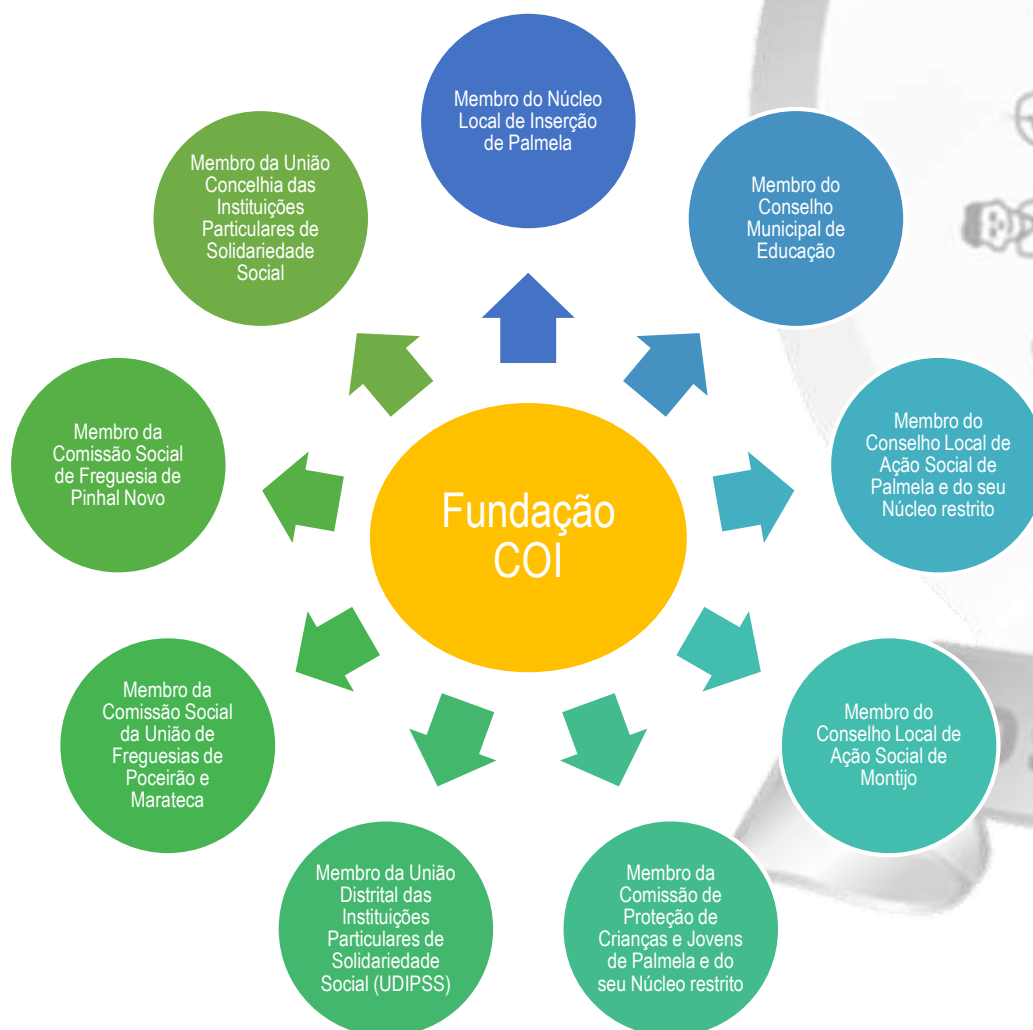 Membro do Núcleo
Local de Inserção
de Palmela
Membro do
Conselho
Municipal de
Educação
Membro do
Conselho Local de
Ação Social de
Palmela e do seu
Núcleo restrito
Membro do
Conselho Local de
Ação Social de
Montijo
Membro da
Comissão de
Proteção de
Crianças e Jovens
de Palmela e do
seu Núcleo restrito
Membro da União
Distrital das
Instituições
Particulares de
Solidariedade
Social (UDIPSS)
Membro da
Comissão Social
da União de
Freguesias de
Poceirão e
Marateca
Membro da
Comissão Social
de Freguesia de
Pinhal Novo
Membro da União
Concelhia das
Instituições
Particulares de
Solidariedade
Social
Fundação
COI